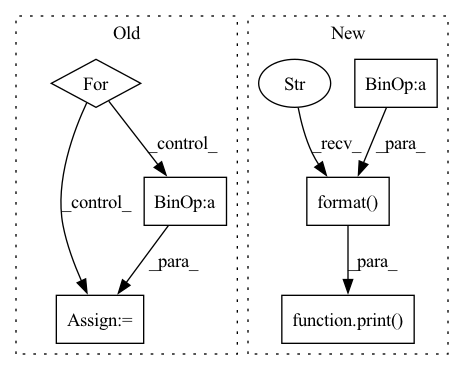 Old
New
For
Str
BinOp:a
_control_
_recv_
_para_
_control_
BinOp:a
format()
_para_
_para_
Assign:=
function.print()